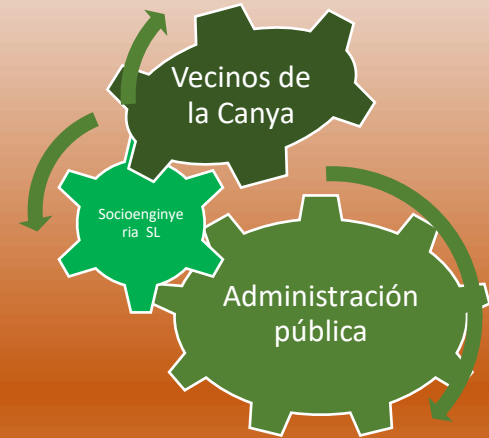 Vecinos de
la Canya
Socioenginye
ria SL
Administración
pública